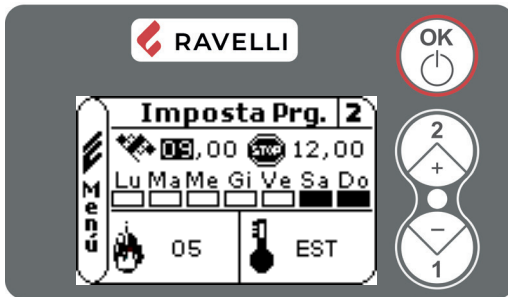 RAVELLI
OK
Imposta Prg. 2
09,00 STOP 12,00
Lu Ma Me Gi Ve Sa Do
05 EST
Menú
2
+
−
1